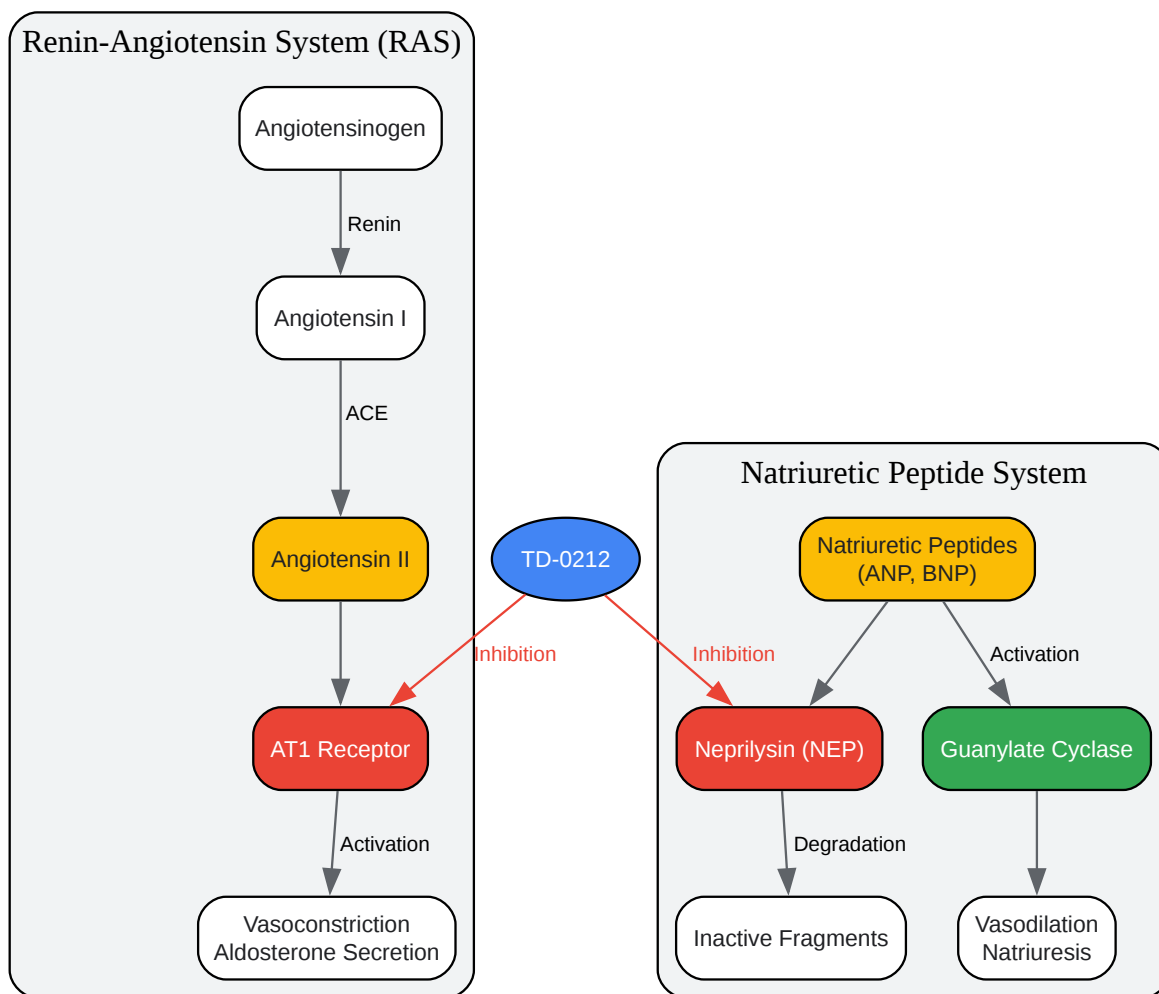 Renin-Angiotensin System (RAS)
Angiotensinogen
Renin
Angiotensin I
ACE
Angiotensin II
AT1 Receptor
Activation
Vasoconstriction
Aldosterone Secretion
TD-0212
Inhibition
Inhibition
Natriuretic Peptide System
Natriuretic Peptides
(ANP, BNP)
Activation
Neprilysin (NEP)
Guanylate Cyclase
Degradation
Inactive Fragments
Vasodilation
Natriuresis